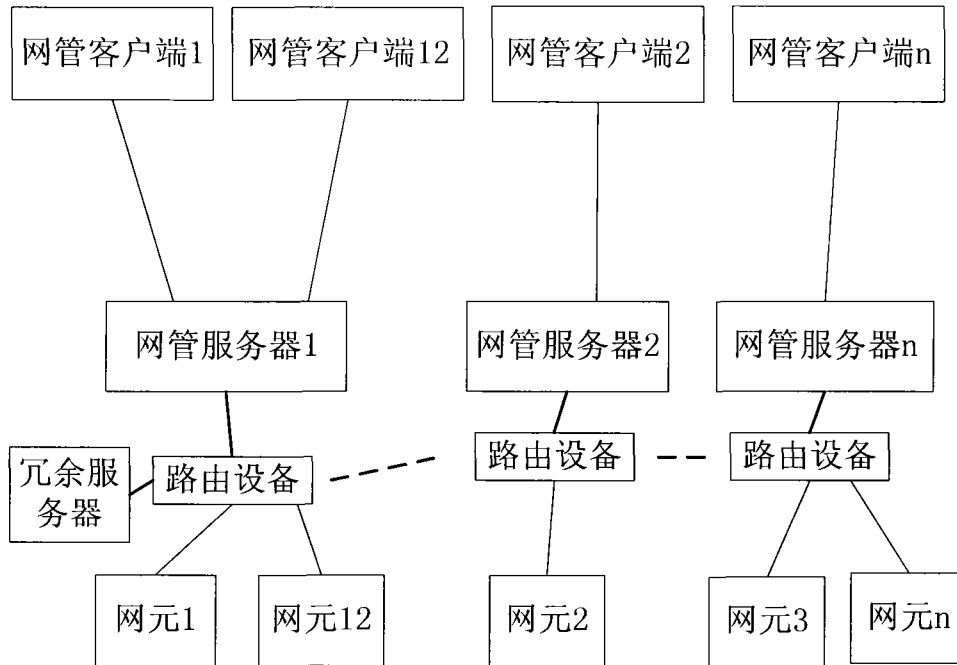 网管客户端1
网管客户端12
网管客户端2
网管客户端n
网管服务器1
网管服务器2
网管服务器n
冗余服
务器
路由设备
路由设备
路由设备
网元1
网元12
网元2
网元3
网元n